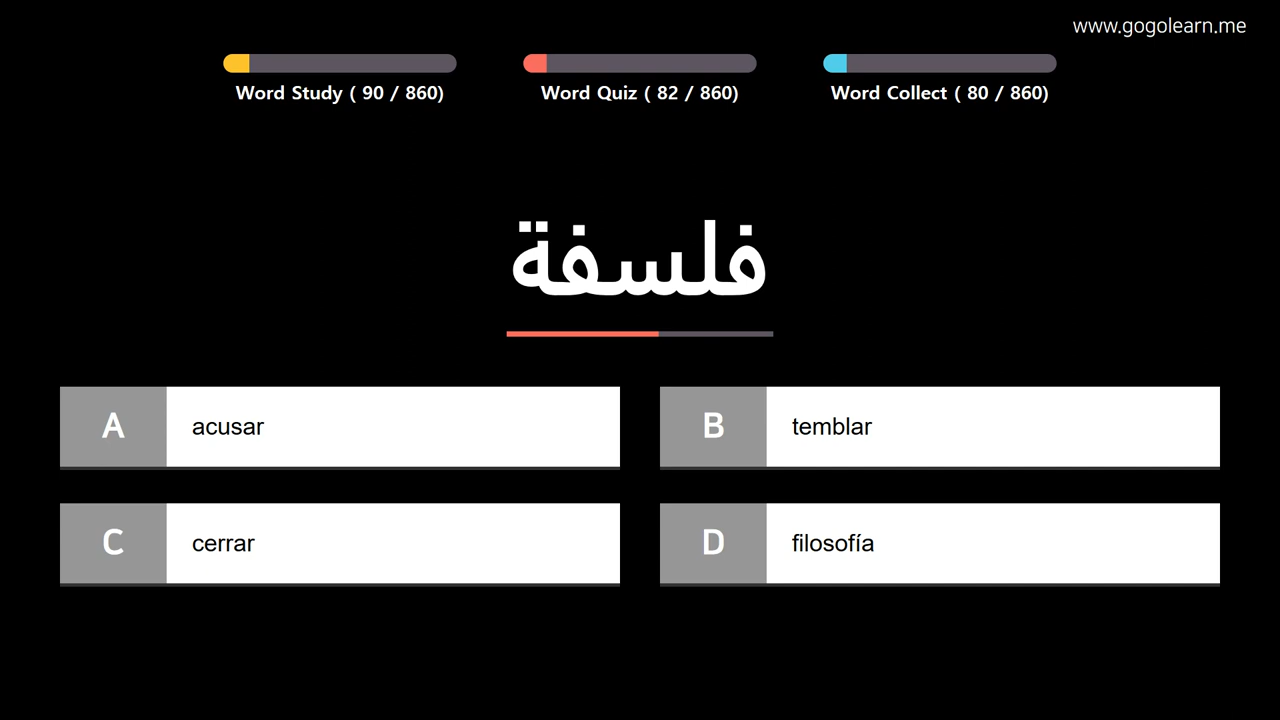 www.gogolearn.me
Word Study ( 90 / 860)
Word Quiz ( 82 / 860)
Word Collect ( 80 / 860)
فلسفة
A
acusar
B
temblar
C
cerrar
D
filosofía